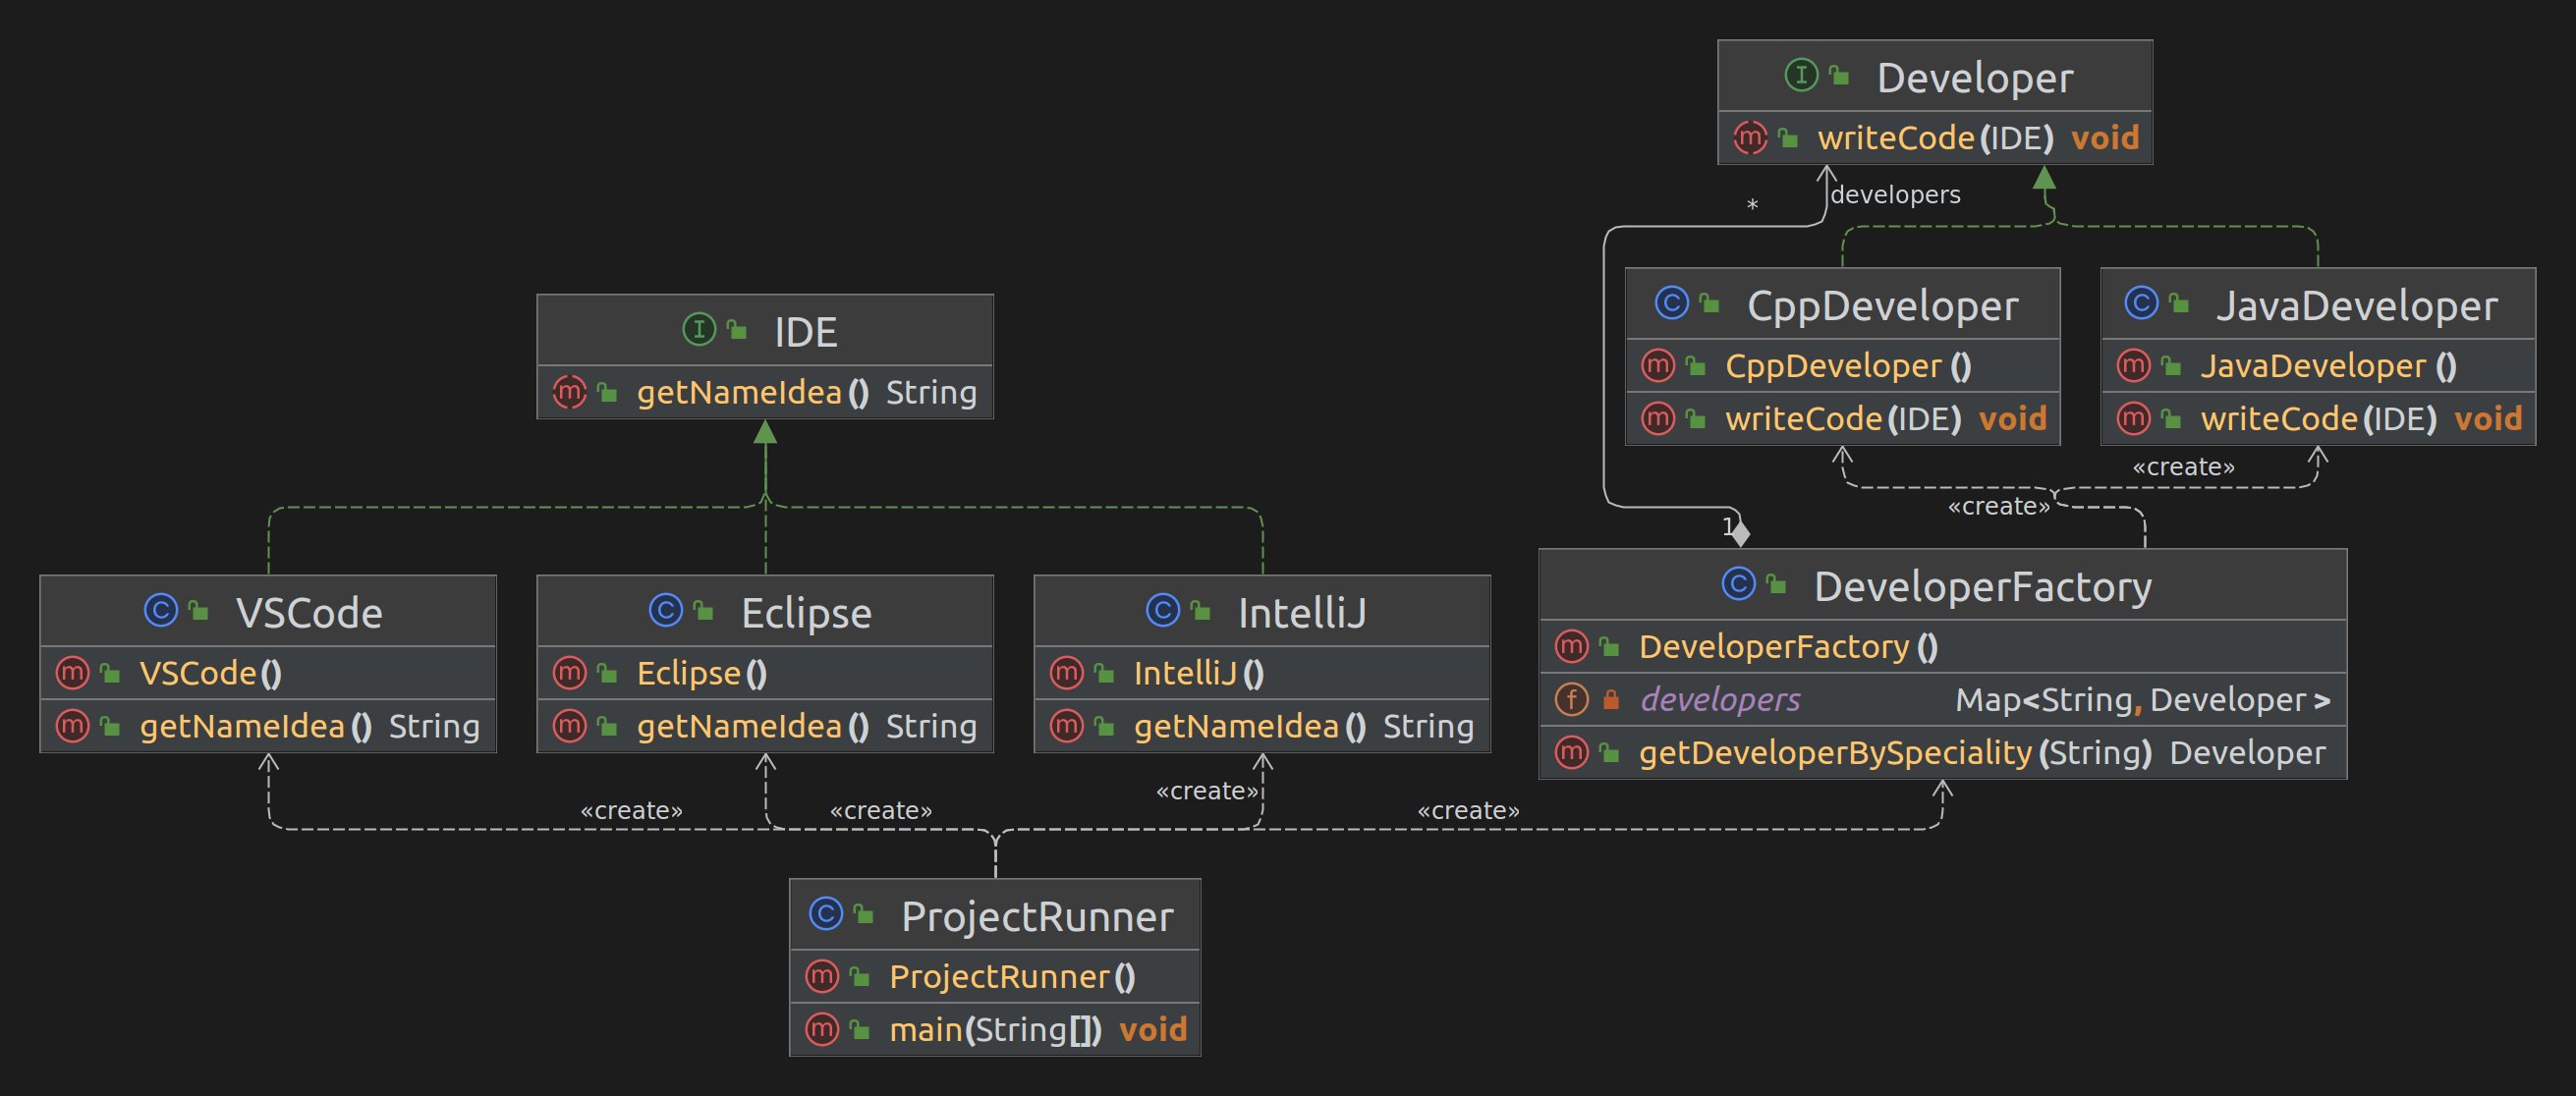 Developer
writeCode(IDE) void
* developers
IDE
getNameIdea() String
CppDeveloper
CppDeveloper()
writeCode(IDE) void
JavaDeveloper
JavaDeveloper()
writeCode(IDE) void
«create»
«create»
1
VSCode
VSCode()
getNameIdea() String
Eclipse
Eclipse()
getNameIdea() String
IntelliJ
IntelliJ()
getNameIdea() String
DeveloperFactory
DeveloperFactory()
developers Map<String, Developer>
getDeveloperBySpeciality(String) Developer
«create» «create» «create» «create»
ProjectRunner
ProjectRunner()
main(String[]) void